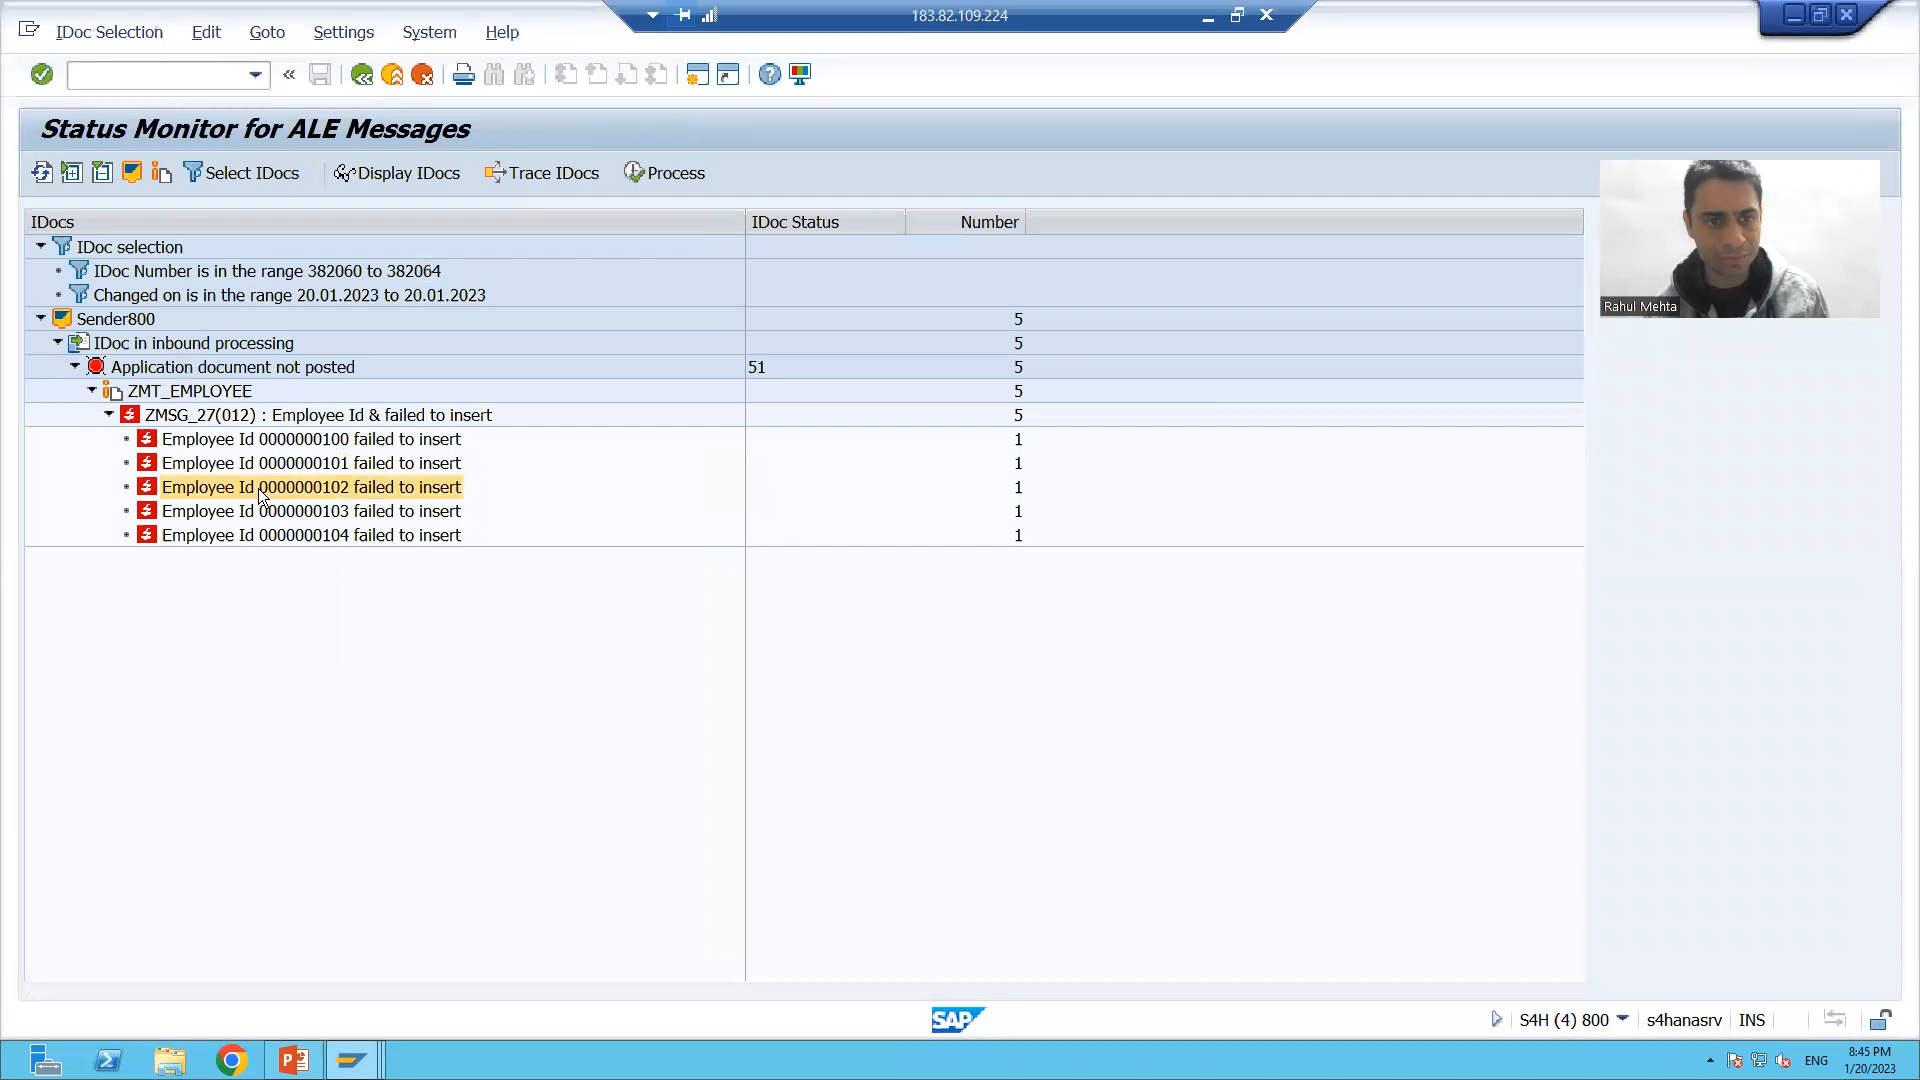 183.82.109.224
IDoc Selection Edit Goto Settings System Help
Status Monitor for ALE Messages
Select IDocs Display IDocs Trace IDocs Process
IDocs IDoc Status Number
IDoc selection
IDoc Number is in the range 382060 to 382064
Changed on is in the range 20.01.2023 to 20.01.2023
Sender800 5
IDoc in inbound processing 5
Application document not posted 51 5
ZMT_EMPLOYEE 5
ZMSG_27(012) : Employee Id & failed to insert 5
Employee Id 0000000100 failed to insert 1
Employee Id 0000000101 failed to insert 1
Employee Id 0000000102 failed to insert 1
Employee Id 0000000103 failed to insert 1
Employee Id 0000000104 failed to insert 1
Rahul Mehta
SAP
S4H (4) 800 s4hanasrv INS
ENG
8:45 PM
1/20/2023